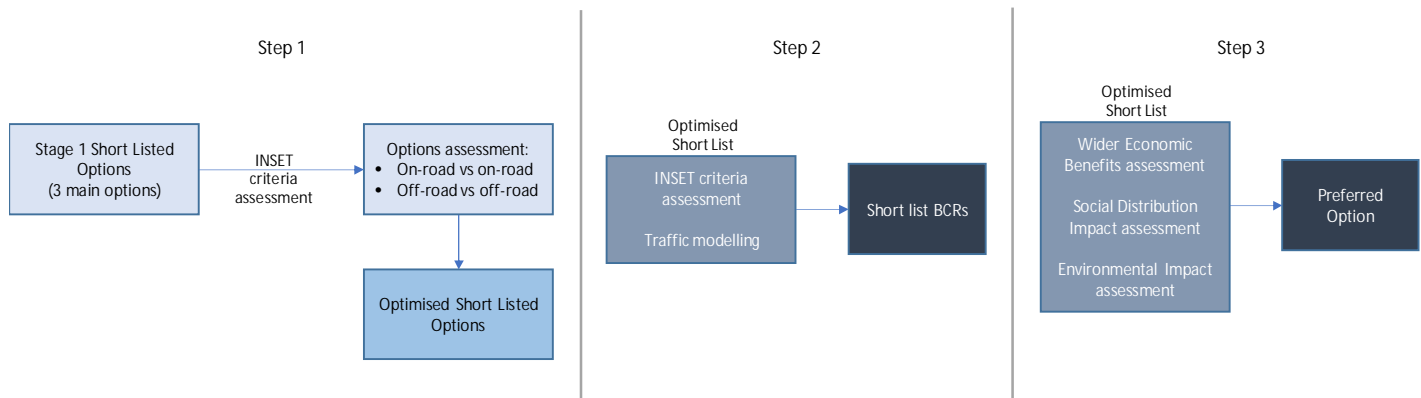 Step 1
Stage 1 Short Listed
Options
(3 main options)
INSET
criteria
assessment
Options assessment:
• On-road vs on-road
• Off-road vs off-road
Optimised Short Listed
Options
Step 2
Optimised
Short List
INSET criteria
assessment
Traffic modelling
Short list BCRs
Step 3
Optimised
Short List
Wider Economic
Benefits assessment
Social Distribution
Impact assessment
Environmental Impact
assessment
Preferred
Option